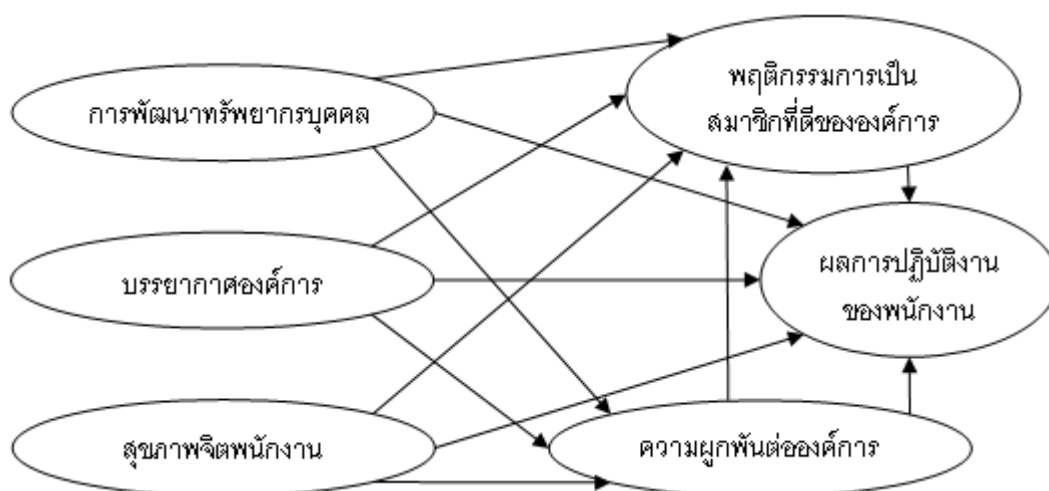 การพัฒนาทรัพยากรบุคคล
พฤติกรรมการเป็น
สมาชิกที่ดีขององค์การ
บรรยากาศองค์การ
ผลการปฏิบัติงาน
ของพนักงาน
สุขภาพจิตพนักงาน
ความผูกพันต่อองค์การ